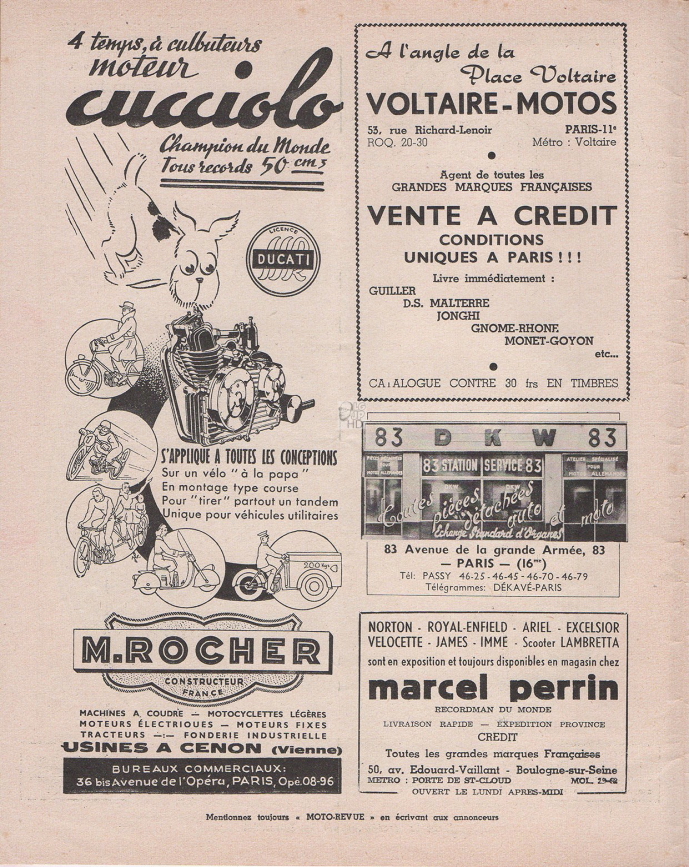 4 temps, à culbuteurs
moteur
cucciolo
Champion du Monde
Tous records 50 cm3
LICENCE
DUCATI
S'APPLIQUE A TOUTES LES CONCEPTIONS
Sur un vélo "à la papa"
En montage type course
Pour "tirer" partout un tandem
Unique pour véhicules utilitaires
200 kg
M. ROCHER
CONSTRUCTEUR
FRANCE
MACHINES A COUDRE — MOTOCYCLETTES LÉGÈRES
MOTEURS ÉLECTRIQUES — MOTEURS FIXES
TRACTEURS —:— FONDERIE INDUSTRIELLE
USINES A CENON (Vienne)
BUREAUX COMMERCIAUX:
36 bis Avenue de l'Opéra, PARIS, Opé.08-96
A l'angle de la
Place Voltaire
VOLTAIRE-MOTOS
53, rue Richard-Lenoir PARIS-11e
ROQ. 20-30 Métro : Voltaire
Agent de toutes les
GRANDES MARQUES FRANÇAISES
VENTE A CREDIT
CONDITIONS
UNIQUES A PARIS ! ! !
Livre immédiatement :
GUILLER
D.S. MALTERRE
JONGHI
GNOME-RHONE
MONET-GOYON
etc...
CATALOGUE CONTRE 30 frs EN TIMBRES
83 D K W 83
83 STATION SERVICE 83
ATELIER SPÉCIALISÉ
POUR
MOTOS ALLEMANDES
Toutes pièces détachées auto et moto
Echange Standard d'Organes
83 Avenue de la grande Armée, 83
— PARIS — (16me)
Tél: PASSY 46-25 - 46-45 - 46-70 - 46-79
Télégrammes: DÉKAVÉ-PARIS
NORTON - ROYAL-ENFIELD - ARIEL - EXCELSIOR
VELOCETTE - JAMES - IMME - Scooter LAMBRETTA
sont en exposition et toujours disponibles en magasin chez
marcel perrin
RECORDMAN DU MONDE
LIVRAISON RAPIDE — EXPÉDITION PROVINCE
CREDIT
Toutes les grandes marques Françaises
50, av. Edouard-Vaillant - Boulogne-sur-Seine
METRO : PORTE DE ST-CLOUD MOL. 29-62
OUVERT LE LUNDI APRES-MIDI
Mentionnez toujours « MOTO-REVUE » en écrivant aux annonceurs